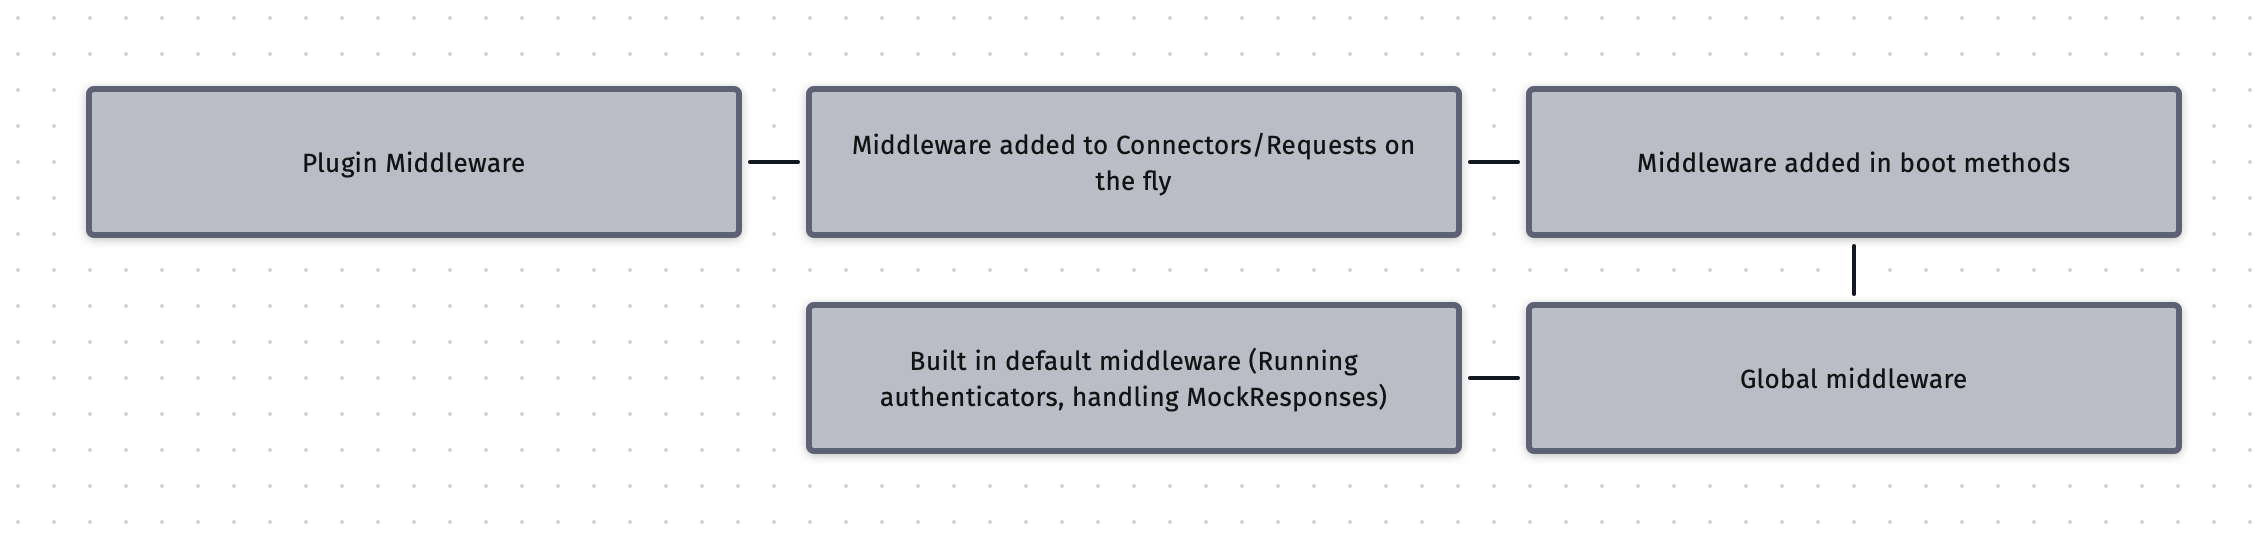 Plugin Middleware
Middleware added to Connectors/Requests on
the fly
Middleware added in boot methods
Built in default middleware (Running
authenticators, handling MockResponses)
Global middleware